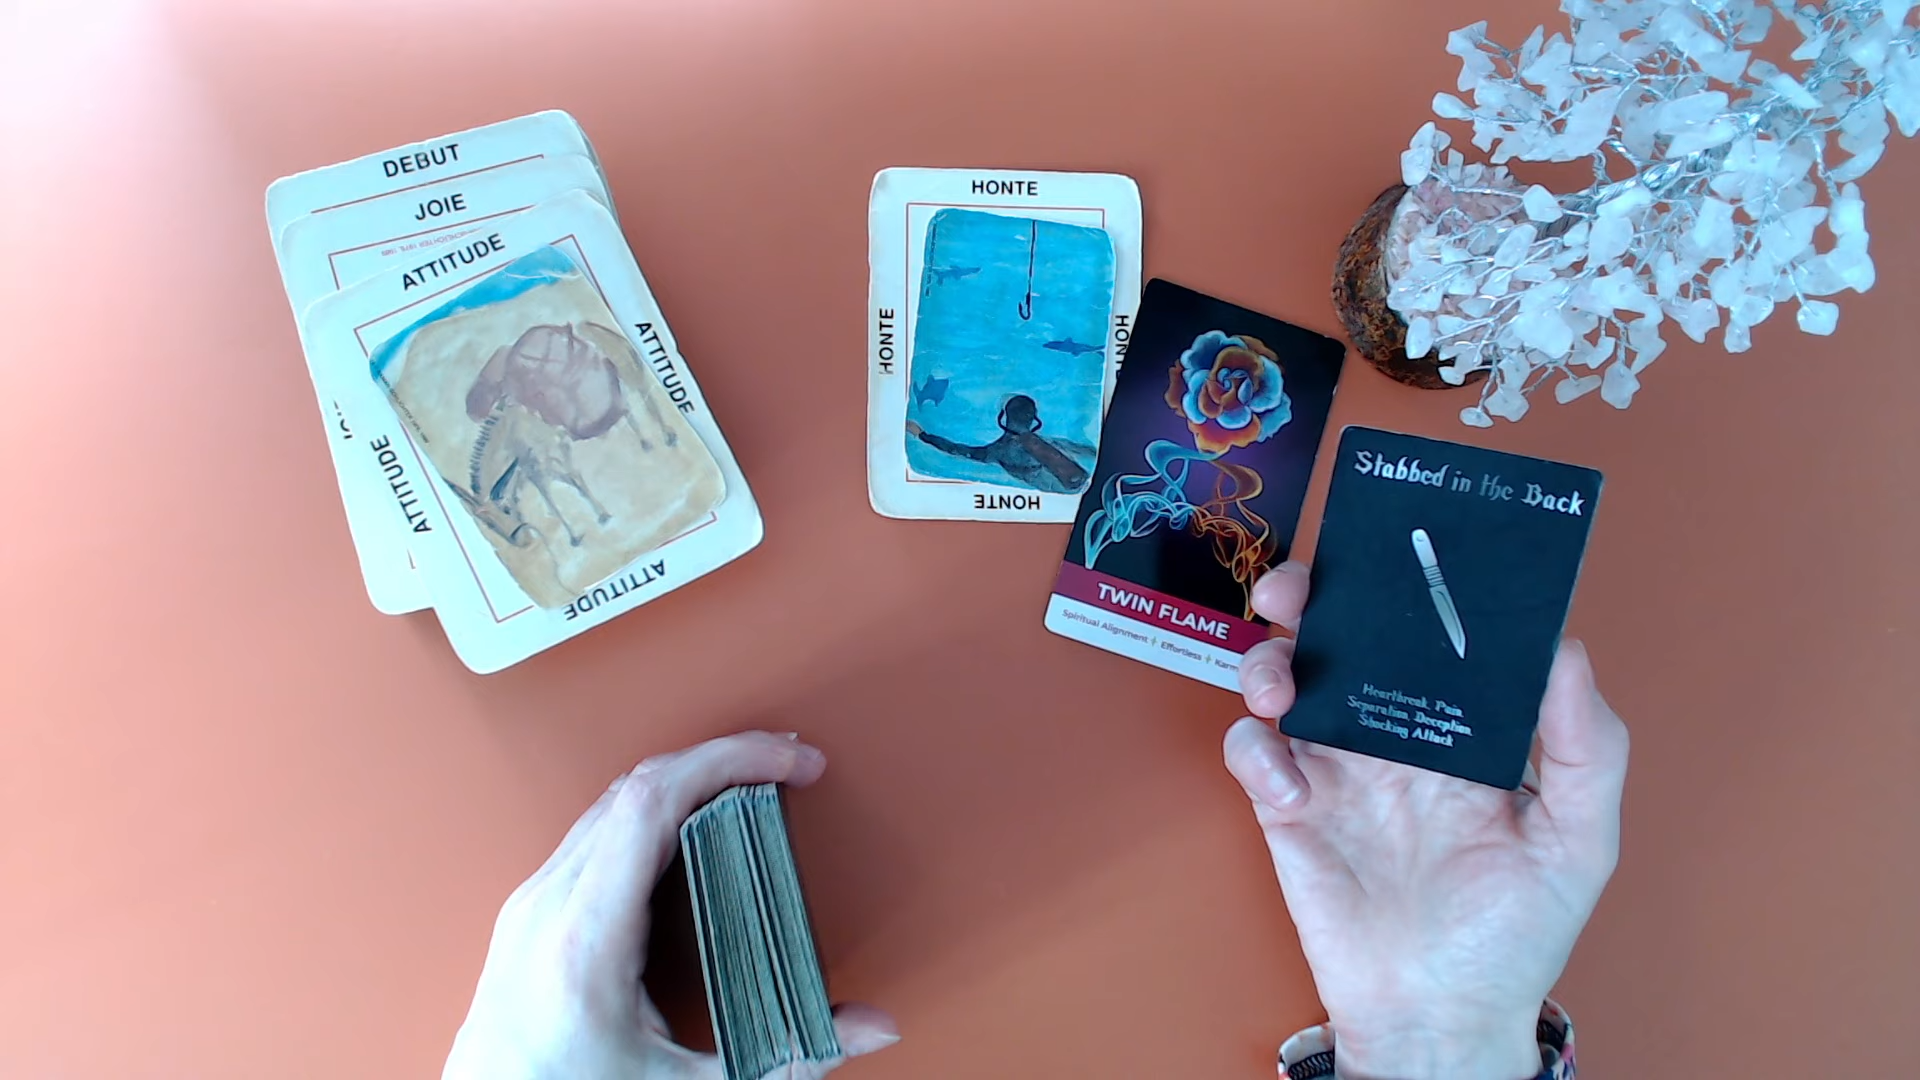 DEBUT
JOIE
ATTITUDE
ATTITUDE
ATTITUDE
ATTITUDE
HONTE
HONTE
HONTE
HONTE
TWIN FLAME
Spiritual Alignment + Effortless +
Stabbed in the Back
Heartbreak, Pain
Separation, Deception
Shocking Attack